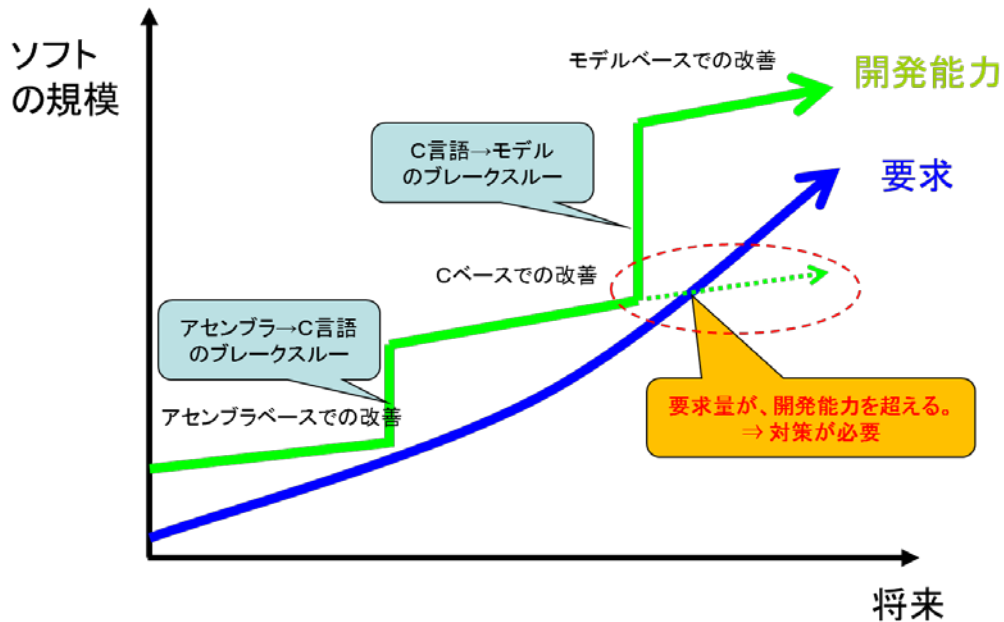 ソフト
の規模
モデルベースでの改善
開発能力
C言語→モデル
のブレークスルー
要求
Cベースでの改善
アセンブラ→C言語
のブレークスルー
アセンブラベースでの改善
要求量が、開発能力を超える。
⇒ 対策が必要
将来